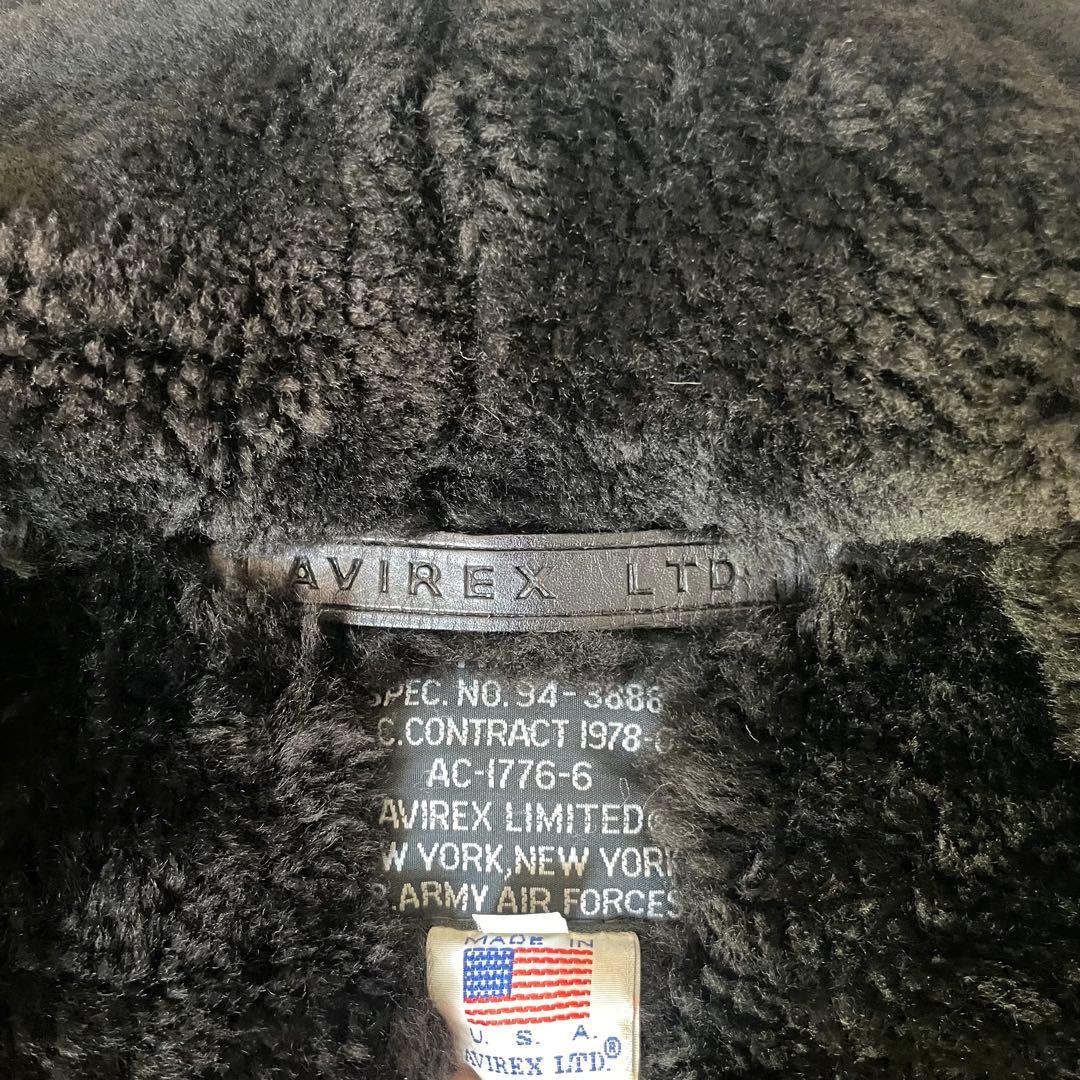 AVIREX LTD
SPEC. NO. 94-3888
C. CONTRACT 1978-
AC-1776-6
AVIREX LIMITED
W YORK, NEW YORK
.ARMY AIR FORCES
MADE IN
U. S. A.
AVIREX LTD.®